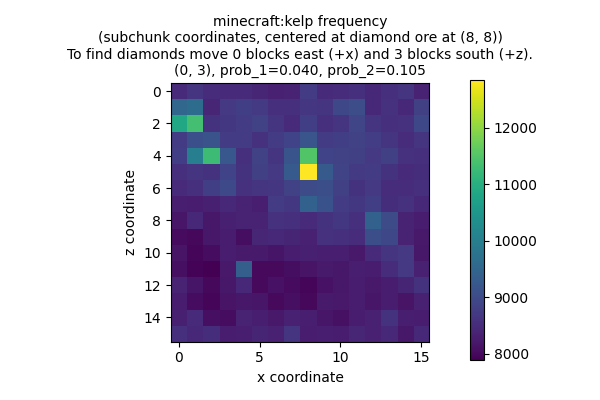 minecraft:kelp frequency
(subchunk coordinates, centered at diamond ore at (8, 8))
To find diamonds move 0 blocks east (+x) and 3 blocks south (+z).
(0, 3), prob_1=0.040, prob_2=0.105
0
2
4
6
8
10
12
14
z coordinate
0
5
10
15
x coordinate
12000
11000
10000
9000
8000